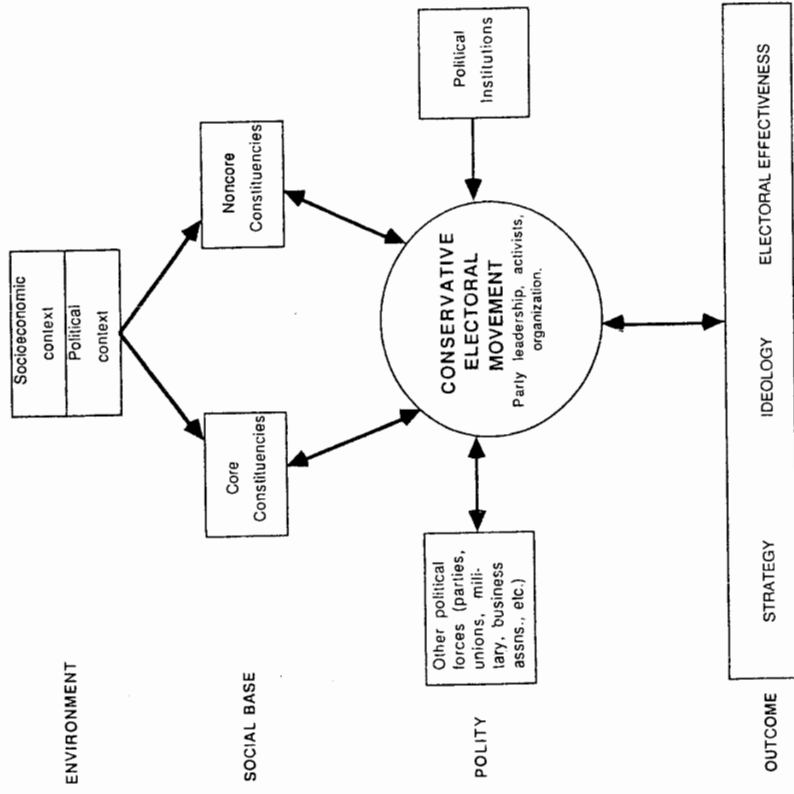 ENVIRONMENT
Socioeconomic
context
Political
context
SOCIAL BASE
Core
Constituencies
Noncore
Constituencies
POLITY
Other political
forces (parties,
unions, mili-
tary, business
assns., etc.)
CONSERVATIVE
ELECTORAL
MOVEMENT
Party leadership, activists,
organization.
Political
Institutions
OUTCOME
STRATEGY IDEOLOGY ELECTORAL EFFECTIVENESS